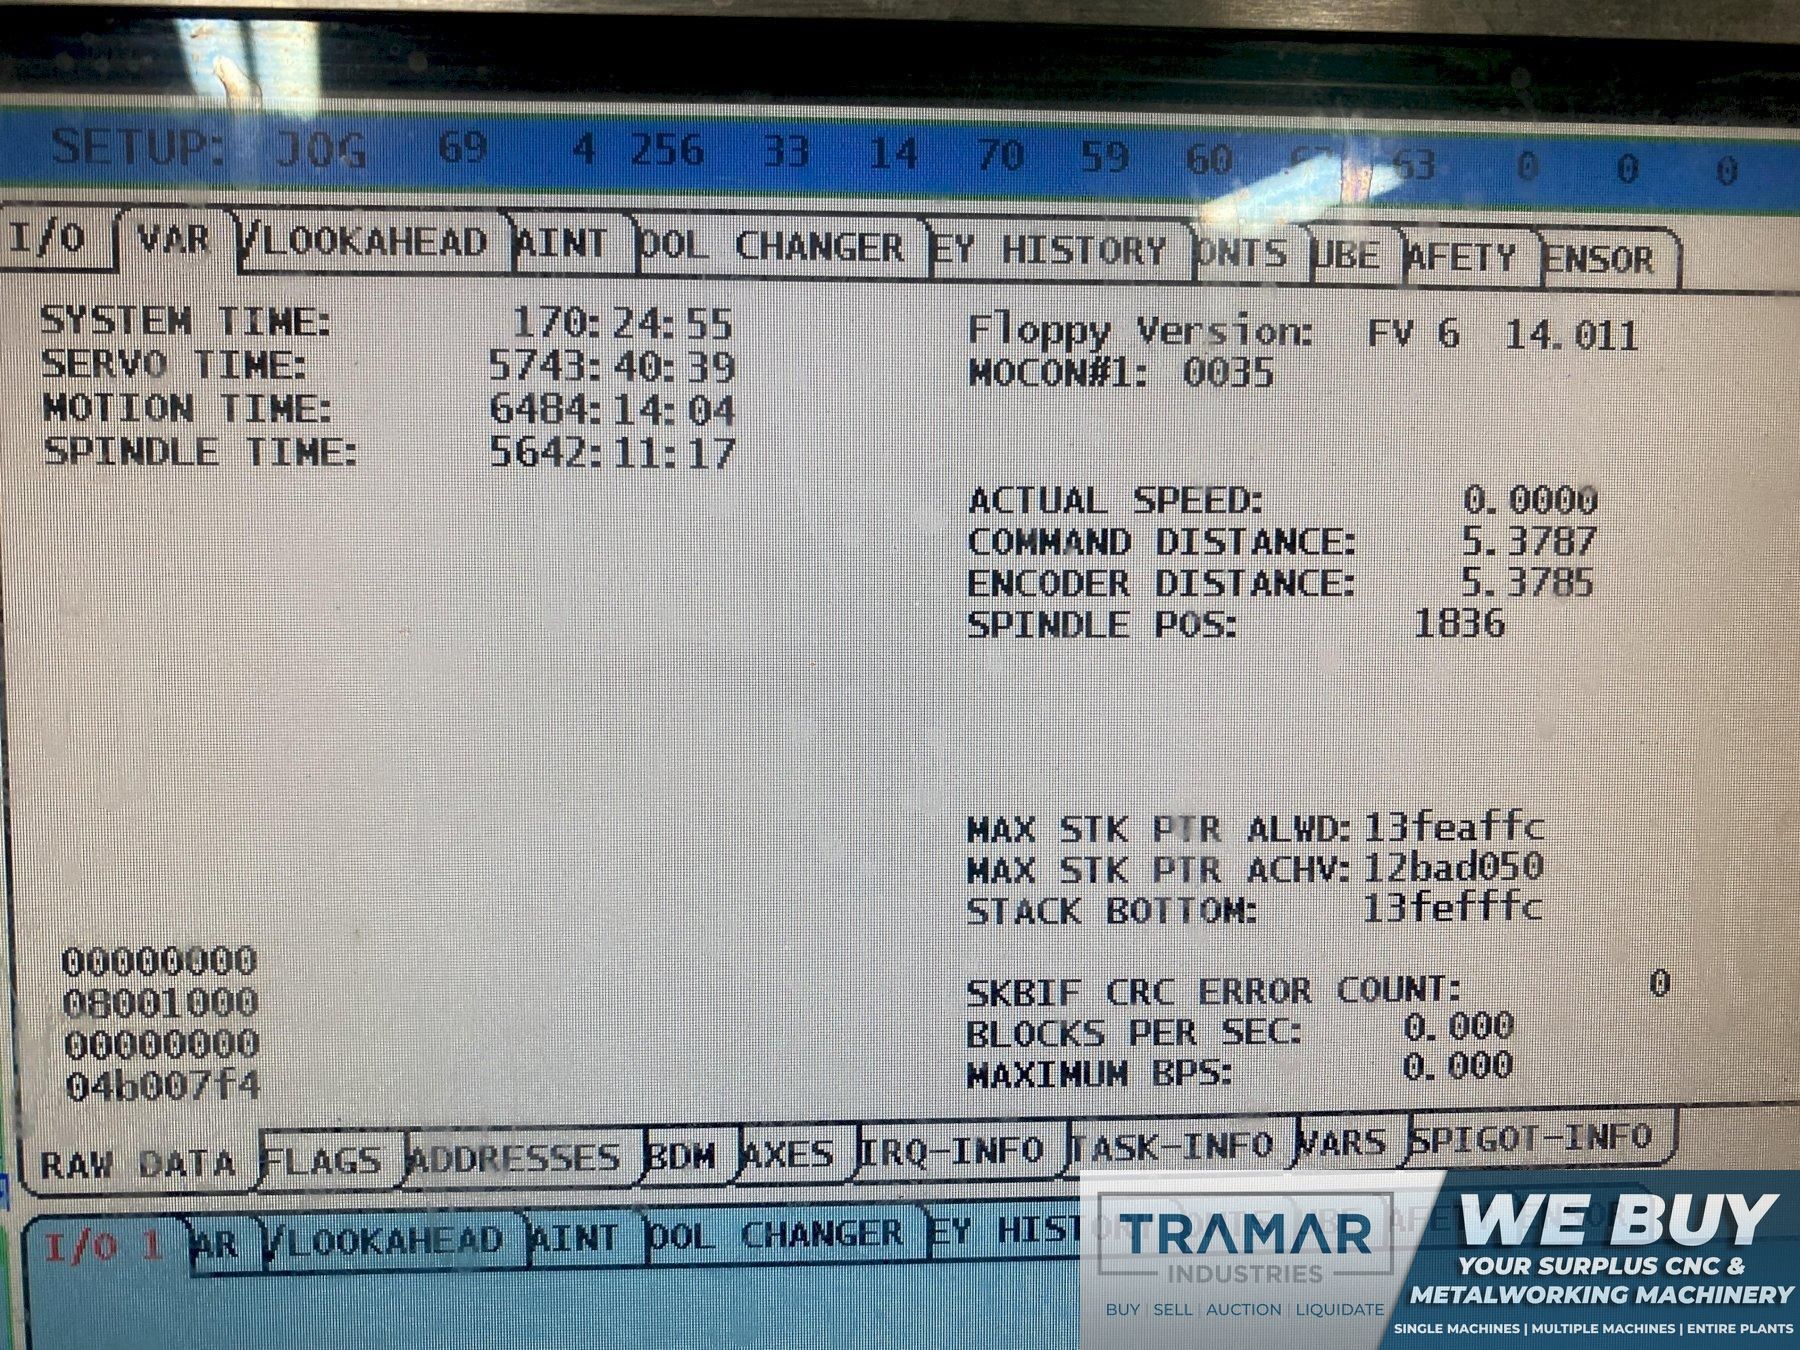 SETUP: JOG 69 4 256 33 14 70 59 60 63 0 0 0
I/O VAR /LOOKAHEAD AINT OOL CHANGER EY HISTORY ONTS UBE AFETY ENSOR
SYSTEM TIME: 170:24:55
SERVO TIME: 5743:40:39
MOTION TIME: 6484:14:04
SPINDLE TIME: 5642:11:17
Floppy Version: FV 6 14.011
MOCON#1: 0035
ACTUAL SPEED: 0.0000
COMMAND DISTANCE: 5.3787
ENCODER DISTANCE: 5.3785
SPINDLE POS: 1836
MAX STK PTR ALWD: 13feaffc
MAX STK PTR ACHV: 12bad050
STACK BOTTOM: 13fefffc
00000000
08001000
00000000
04b007f4
SKBIF CRC ERROR COUNT: 0
BLOCKS PER SEC: 0.000
MAXIMUM BPS: 0.000
RAW DATA FLAGS ADDRESSES BDM AXES IRQ-INFO TASK-INFO VARS SPIGOT-INFO
I/O 1 AR /LOOKAHEAD AINT OOL CHANGER EY HIST
TRAMAR
INDUSTRIES
BUY | SELL | AUCTION | LIQUIDATE
WE BUY
YOUR SURPLUS CNC &
METALWORKING MACHINERY
SINGLE MACHINES | MULTIPLE MACHINES | ENTIRE PLANTS